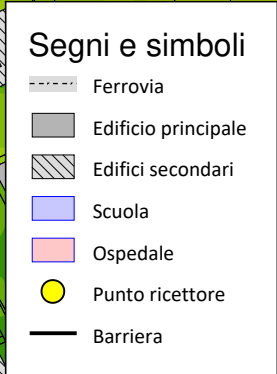 Segni e simboli
Ferrovia
Edificio principale
Edifici secondari
Scuola
Ospedale
Punto ricettore
Barriera